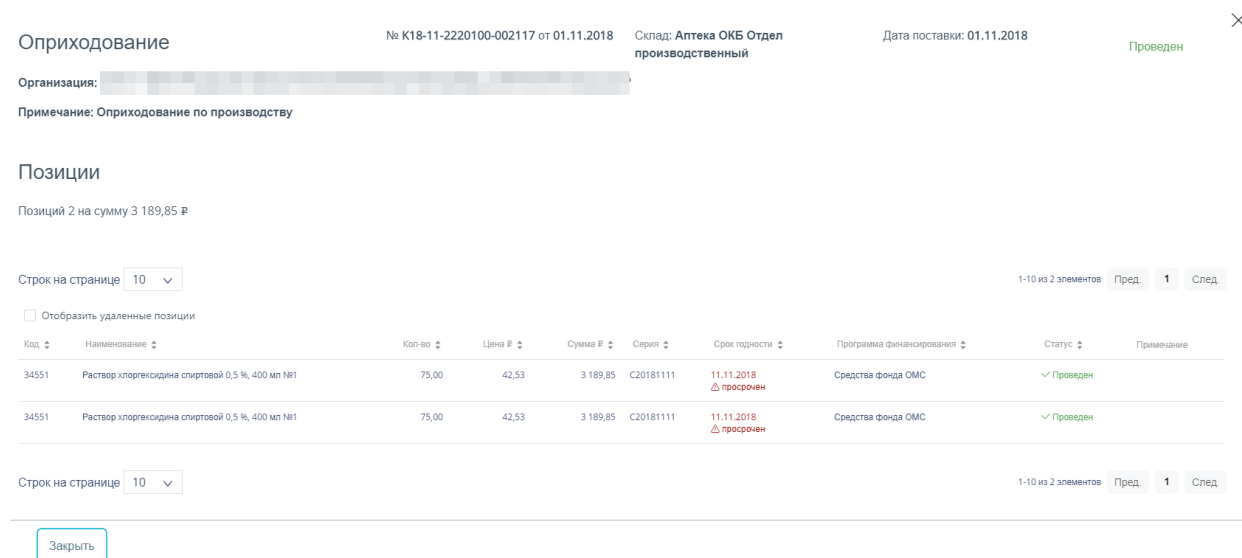 Оприходование
№ К18-11-2220100-002117 от 01.11.2018
Склад: Аптека ОКБ Отдел
производственный
Дата поставки: 01.11.2018
Проведен
Организация:
Примечание: Оприходование по производству
Позиции
Позиций 2 на сумму 3 189,85 ₽
Строк на странице 10
1-10 из 2 элементов Пред. 1 След.
Отобразить удаленные позиции
Код Наименование Кол-во Цена ₽ Сумма ₽ Серия Срок годности Программа финансирования Статус Примечание
34551 Раствор хлоргексидина спиртовой 0,5 %, 400 мл №1 75,00 42,53 3 189,85 С20181111 11.11.2018 Средства фонда ОМС Проведен
просрочен
34551 Раствор хлоргексидина спиртовой 0,5 %, 400 мл №1 75,00 42,53 3 189,85 С20181111 11.11.2018 Средства фонда ОМС Проведен
просрочен
Строк на странице 10
1-10 из 2 элементов Пред. 1 След.
Закрыть